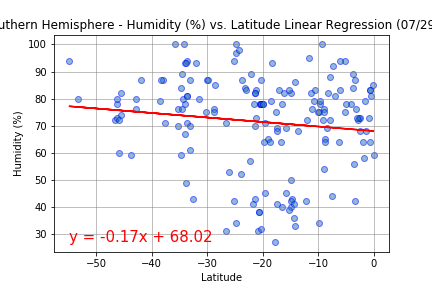 uthern Hemisphere - Humidity (%) vs. Latitude Linear Regression (07/29
100
90
80
70
60
50
40
30
Humidity (%)
y = -0.17x + 68.02
−50 −40 −30 −20 −10 0
Latitude